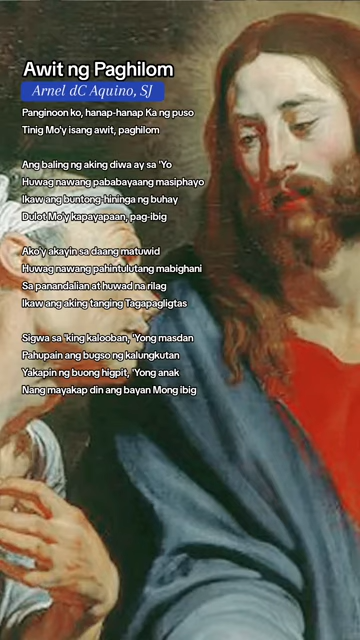 Awit ng Paghilom
Arnel dC Aquino, SJ
Panginoon ko, hanap-hanap Ka ng puso
Tinig Mo'y isang awit, paghilom
Ang baling ng aking diwa ay sa 'Yo
Huwag nawang pababayaang masiphayo
Ikaw ang buntong-hininga ng buhay
Dulot Mo'y kapayapaan, pag-ibig
Ako'y akayin sa daang matuwid
Huwag nawang pahintulutang mabighani
Sa panandalian at huwad na rilag
Ikaw ang aking tanging Tagapagligtas
Sigwa sa 'king kalooban, 'Yong masdan
Pahupain ang bugso ng kalungkutan
Yakapin ng buong higpit, 'Yong anak
Nang mayakap din ang bayan Mong ibig